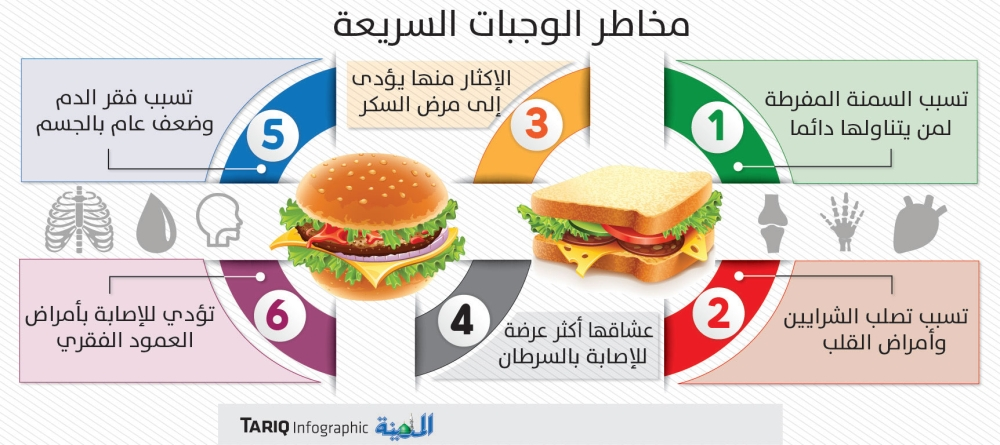 مخاطر الوجبات السريعة
1
تسبب السمنة المفرطة
لمن يتناولها دائما
2
تسبب تصلب الشرايين
وأمراض القلب
3
الإكثار منها يؤدى
إلى مرض السكر
4
عشاقها أكثر عرضة
للإصابة بالسرطان
5
تسبب فقر الدم
وضعف عام بالجسم
6
تؤدي للإصابة بأمراض
العمود الفقري
TARIQ Infographic المدينة